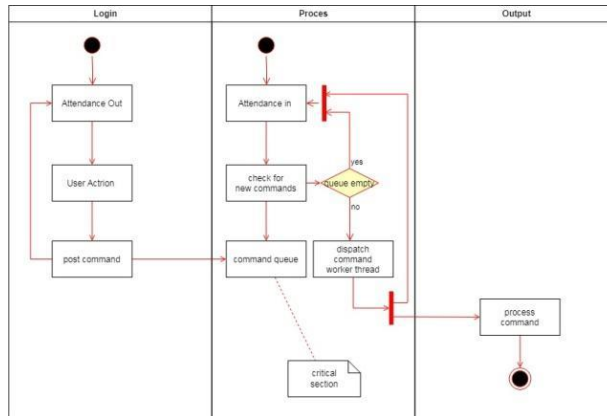 Login
Proces
Output
Attendance Out
Attendance in
yes
User Actrion
check for
new commands
queue empty
no
post command
command queue
dispatch
command
worker thread
process
command
critical
section